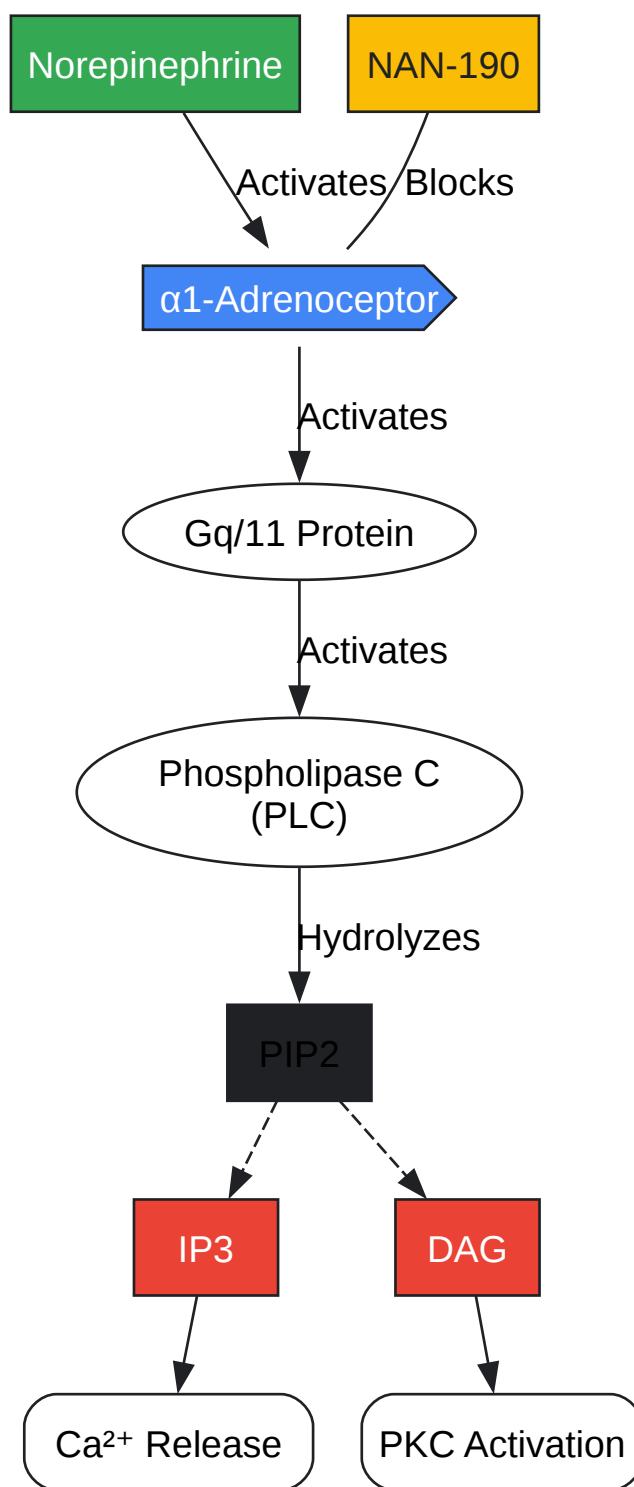 Norepinephrine
NAN-190
Activates
Blocks
α1-Adrenoceptor
Activates
Gq/11 Protein
Activates
Phospholipase C
(PLC)
Hydrolyzes
PIP2
IP3
DAG
Ca²⁺ Release
PKC Activation